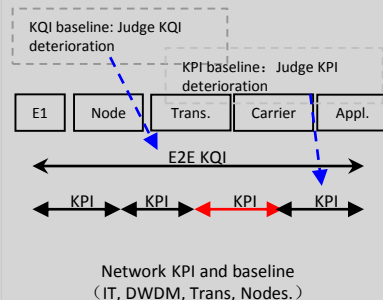 KQI baseline: Judge KQI
deterioration
KPI baseline：Judge KPI
deterioration
E1 Node Trans. Carrier Appl.
E2E KQI
KPI KPI KPI KPI
Network KPI and baseline
（IT, DWDM, Trans, Nodes.）